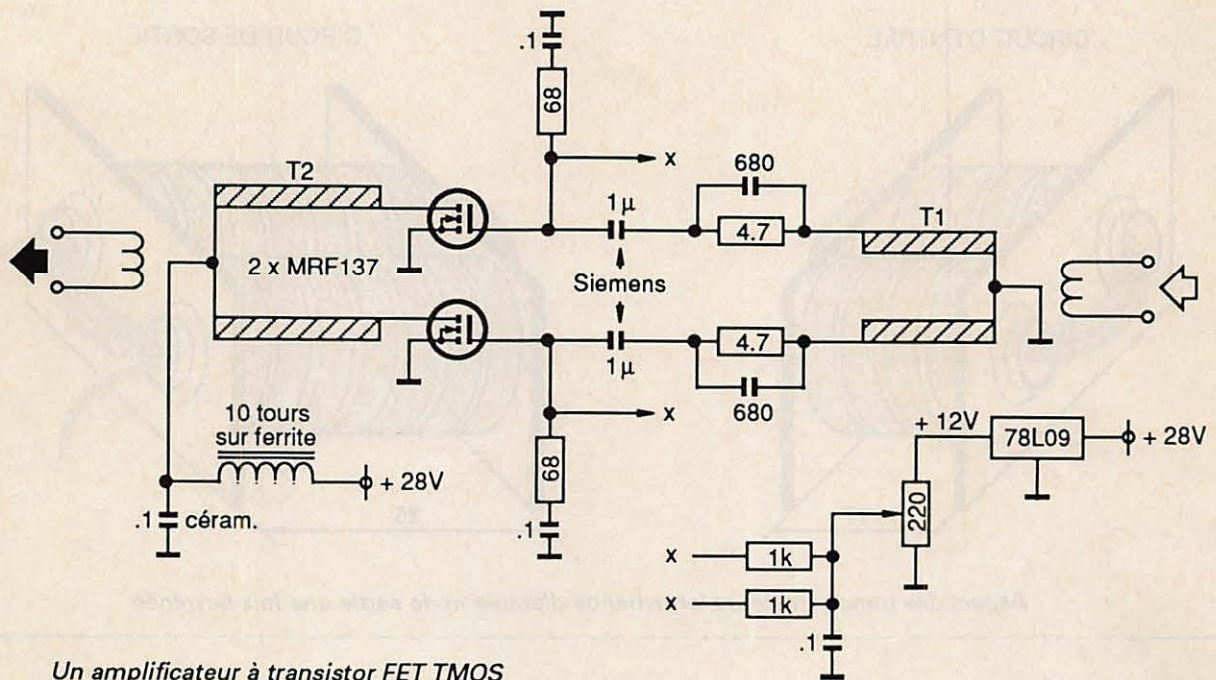 .1
68
x
680
T2
1µ
4.7
T1
2 x MRF137
Siemens
4.7
1µ
680
10 tours
sur ferrite
x
+ 12V
78L09
+ 28V
68
+ 28V
220
.1
céram.
.1
x
1k
x
1k
.1
Un amplificateur à transistor FET TMOS